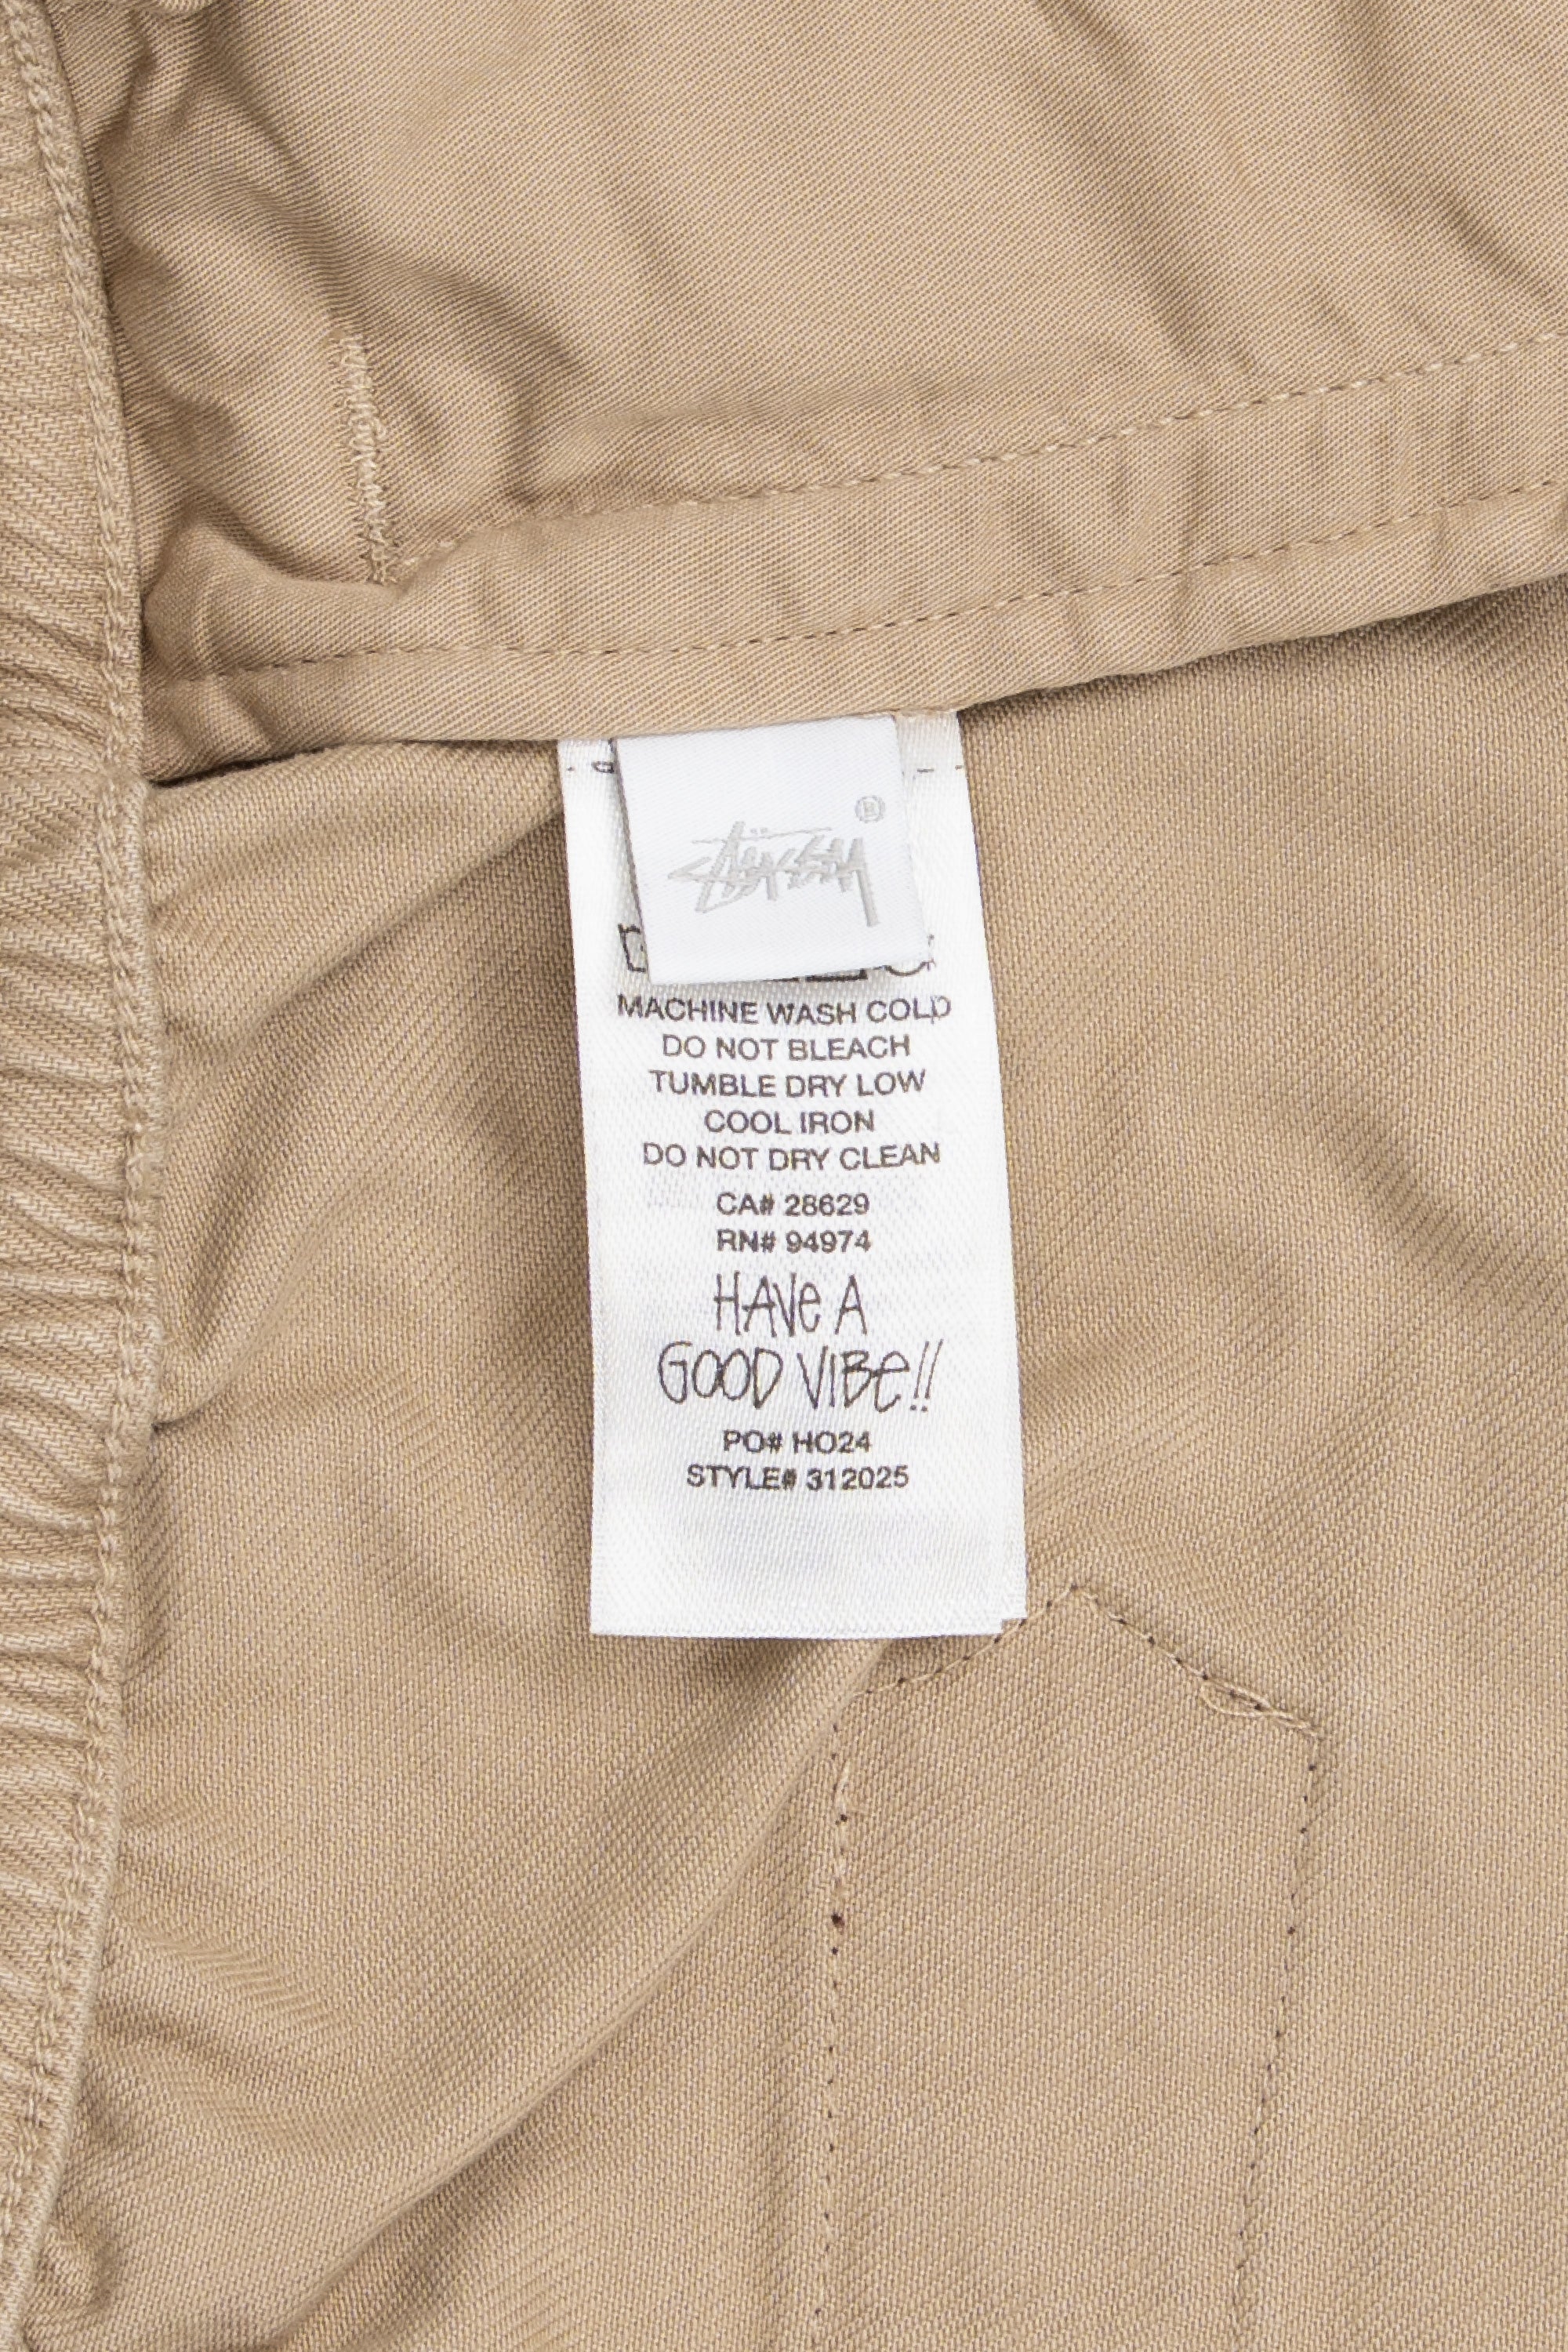 Stüssy ®
MACHINE WASH COLD
DO NOT BLEACH
TUMBLE DRY LOW
COOL IRON
DO NOT DRY CLEAN
CA# 28629
RN# 94974
HAVe A
GOOD VIBe!!
PO# HO24
STYLE# 312025